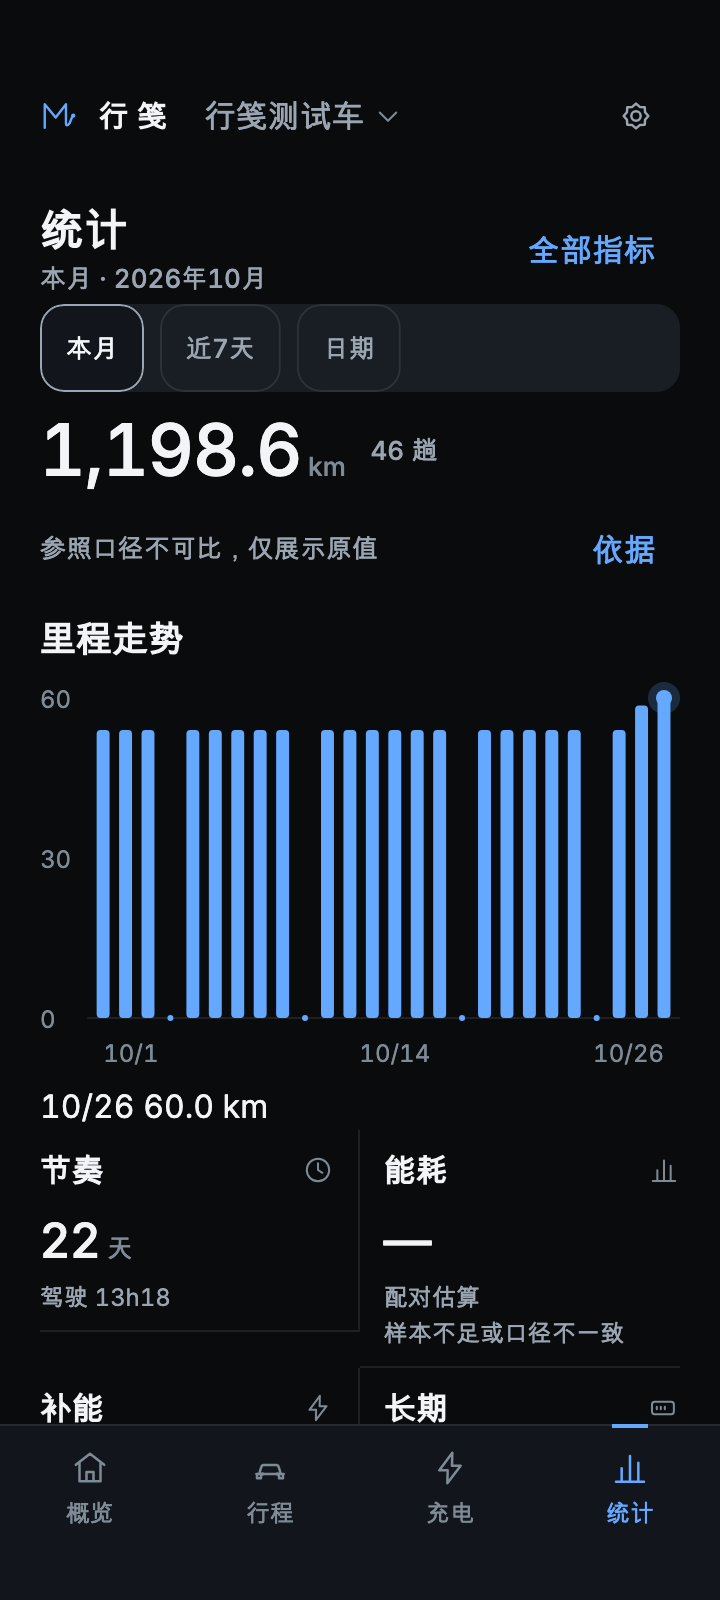 行笺 行笺测试车
统计
本月 · 2026年10月
全部指标
本月 近7天 日期
1,198.6 km 46 趟
参照口径不可比，仅展示原值 依据
里程走势
60
30
0
10/1 10/14 10/26
10/26 60.0 km
节奏
22 天
驾驶 13h18
能耗
—
配对估算
样本不足或口径不一致
补能 长期
概览 行程 充电 统计